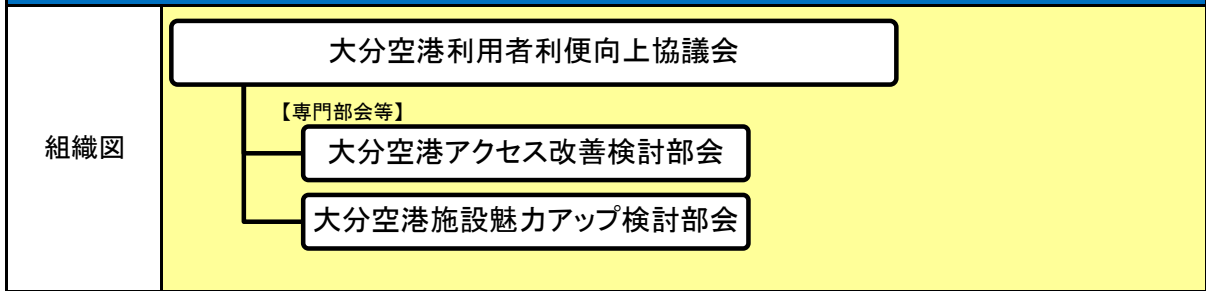 組織図
大分空港利用者利便向上協議会
【専門部会等】
大分空港アクセス改善検討部会
大分空港施設魅力アップ検討部会